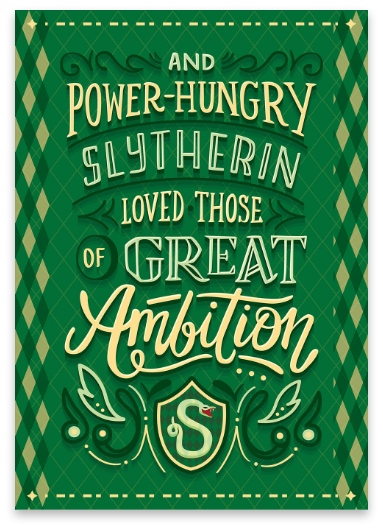 AND
POWER-HUNGRY
SLYTHERIN
LOVED THOSE
OF GREAT
Ambition
S